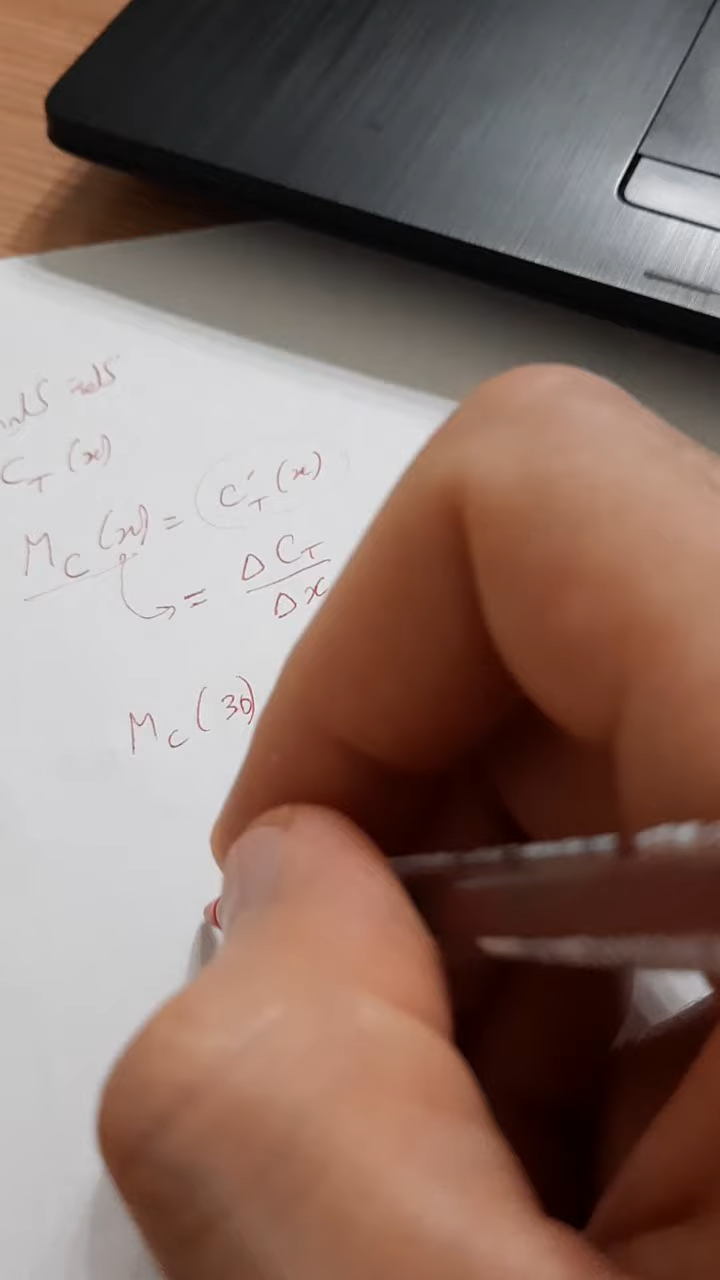 C_T (x)
M_C (x) = C'_T (x)
= ΔC_T / Δx
M_C (30)